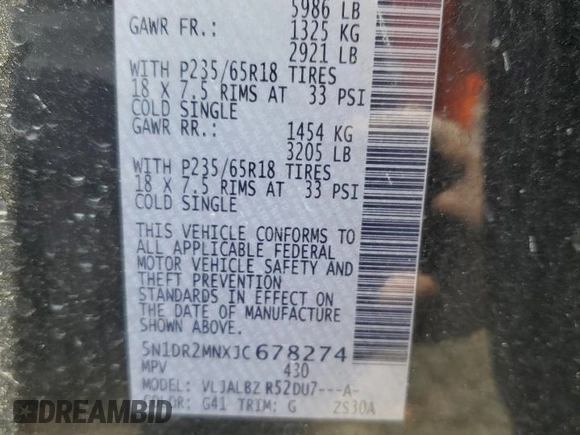 5986 LB
GAWR FR.: 1325 KG
2921 LB
WITH P235/65R18 TIRES
18 X 7.5 RIMS AT 33 PSI
COLD SINGLE
GAWR RR.: 1454 KG
3205 LB
WITH P235/65R18 TIRES
18 X 7.5 RIMS AT 33 PSI
COLD SINGLE
THIS VEHICLE CONFORMS TO
ALL APPLICABLE FEDERAL
MOTOR VEHICLE SAFETY AND
THEFT PREVENTION
STANDARDS IN EFFECT ON
THE DATE OF MANUFACTURE
SHOWN ABOVE.
5N1DR2MNXJC678274
MPV 430
MODEL: VLJALBZ R52DU7---A-
COLOR: G41 TRIM: G ZS30A
DREAMBID